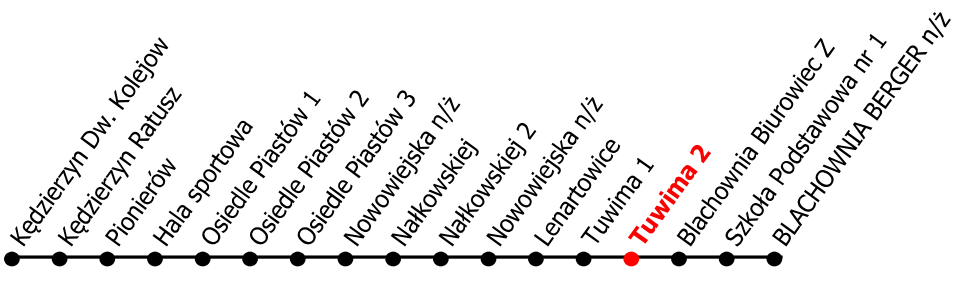 Kędzierzyn Dw. Kolejow
Kędzierzyn Ratusz
Pionierów
Hala sportowa
Osiedle Piastów 1
Osiedle Piastów 2
Osiedle Piastów 3
Nowowiejska n/ż
Nałkowskiej
Nałkowskiej 2
Nowowiejska n/ż
Lenartowice
Tuwima 1
Tuwima 2
Blachownia Biurowiec Z
Szkoła Podstawowa nr 1
BLACHOWNIA BERGER n/ż